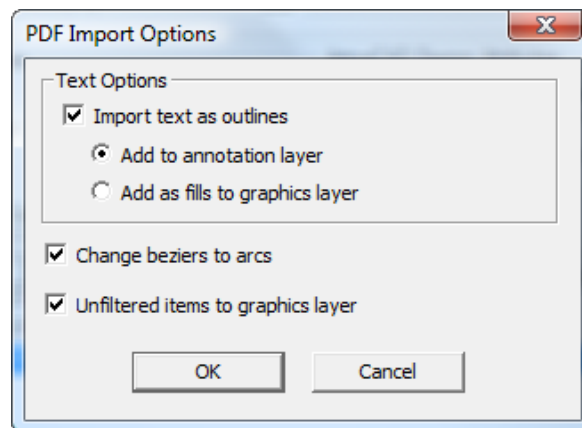 PDF Import Options
Text Options
Import text as outlines
Add to annotation layer
Add as fills to graphics layer
Change beziers to arcs
Unfiltered items to graphics layer
OK Cancel